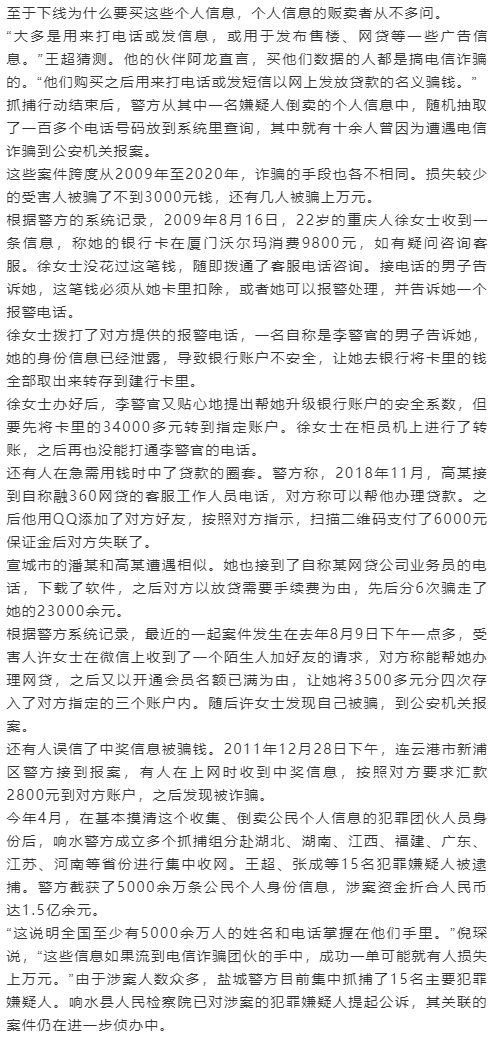 至于下线为什么要买这些个人信息，个人信息的贩卖者从不多问。
“大多是用来打电话或发信息，或用于发布售楼、网贷等一些广告信
息。”王超猜测。他的伙伴阿龙直言，买他们数据的人都是搞电信诈骗
的。“他们购买之后用来打电话或发短信以网上发放贷款的名义骗钱。”
抓捕行动结束后，警方从其中一名嫌疑人倒卖的个人信息中，随机抽取
了一百多个电话号码放到系统里查询，其中就有十余人曾因为遭遇电信
诈骗到公安机关报案。
这些案件跨度从2009年至2020年，诈骗的手段也各不相同。损失较少
的受害人被骗了不到3000元钱，还有几人被骗上万元。
根据警方的系统记录，2009年8月16日，22岁的重庆人徐女士收到一
条信息，称她的银行卡在厦门沃尔玛消费9800元，如有疑问咨询客
服。徐女士没花过这笔钱，随即拨通了客服电话咨询。接电话的男子告
诉她，这笔钱必须从她卡里扣除，或者她可以报警处理，并告诉她一个
报警电话。
徐女士拨打了对方提供的报警电话，一名自称是李警官的男子告诉她，
她的身份信息已经泄露，导致银行账户不安全，让她去银行将卡里的钱
全部取出来转存到建行卡里。
徐女士办好后，李警官又贴心地提出帮她升级银行账户的安全系数，但
要先将卡里的34000多元转到指定账户。徐女士在柜员机上进行了转
账，之后再也没能打通李警官的电话。
还有人在急需用钱时中了贷款的圈套。警方称，2018年11月，高某接
到自称融360网贷的客服工作人员电话，对方称可以帮他办理贷款。之
后他用QQ添加了对方好友，按照对方指示，扫描二维码支付了6000元
保证金后对方失联了。
宣城市的潘某和高某遭遇相似。她也接到了自称某网贷公司业务员的电
话，下载了软件，之后对方以放贷需要手续费为由，先后分6次骗走了
她的23000余元。
根据警方系统记录，最近的一起案件发生在去年8月9日下午一点多，受
害人许女士在微信上收到了一个陌生人加好友的请求，对方称能帮她办
理网贷，之后又以开通会员名额已满为由，让她将3500多元分四次存
入了对方指定的三个账户内。随后许女士发现自己被骗，到公安机关报
案。
还有人误信了中奖信息被骗钱。2011年12月28日下午，连云港市新浦
区警方接到报案，有人在上网时收到中奖信息，按照对方要求汇款
2800元到对方账户，之后发现被诈骗。
今年4月，在基本摸清这个收集、倒卖公民个人信息的犯罪团伙人员身
份后，响水警方成立多个抓捕组分赴湖北、湖南、江西、福建、广东、
江苏、河南等省份进行集中收网。王超、张成等15名犯罪嫌疑人被逮
捕。警方截获了5000余万条公民个人身份信息，涉案资金折合人民币
达1.5亿余元。
“这说明全国至少有5000余万人的姓名和电话掌握在他们手里。”倪琛
说，“这些信息如果流到电信诈骗团伙的手中，成功一单可能就有人损失
上万元。”由于涉案人数众多，盐城警方目前集中抓捕了15名主要犯罪
嫌疑人。响水县人民检察院已对涉案的犯罪嫌疑人提起公诉，其关联的
案件仍在进一步侦办中。